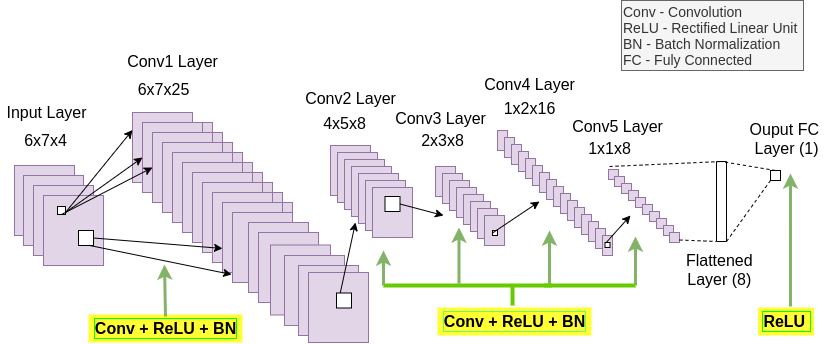 Conv - Convolution
ReLU - Rectified Linear Unit
BN - Batch Normalization
FC - Fuly Connected
Input Layer
6x7x4
Conv1 Layer
6x7x25
Conv2 Layer
4x5x8
Conv3 Layer
2x3x8
Conv4 Layer
1x2x16
Conv5 Layer
1x1x8
Ouput FC
Layer (1)
Flattened
Layer (8)
Conv + ReLU + BN
Conv + ReLU + BN
ReLU